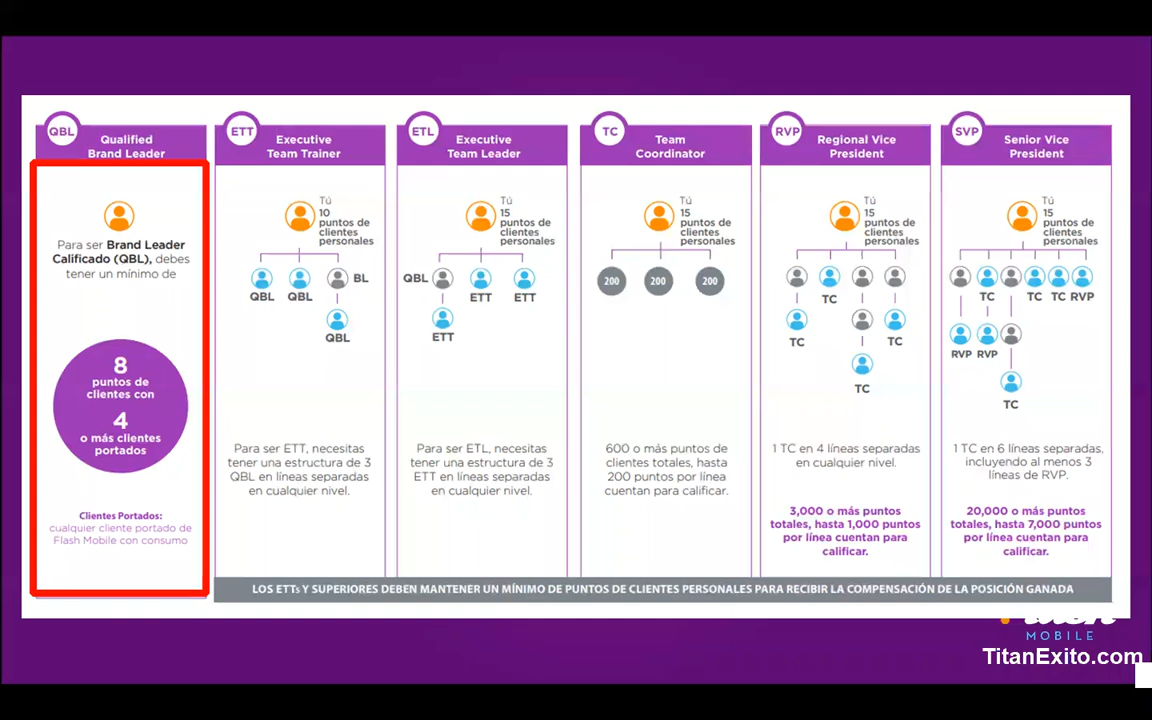 QBL
Qualified
Brand Leader
Para ser Brand Leader
Calificado (QBL), debes
tener un mínimo de
8
puntos de
clientes con
4
o más clientes
portados
Clientes Portados:
cualquier cliente portado de
Flash Mobile con consumo
ETT
Executive
Team Trainer
Tú
10
puntos de
clientes
personales
BL
QBL QBL
QBL
Para ser ETT, necesitas
tener una estructura de 3
QBL en líneas separadas
en cualquier nivel.
ETL
Executive
Team Leader
Tú
15
puntos de
clientes
personales
QBL
ETT ETT
ETT
Para ser ETL, necesitas
tener una estructura de 3
ETT en líneas separadas
en cualquier nivel.
TC
Team
Coordinator
Tú
15
puntos de
clientes
personales
200 200 200
600 o más puntos de
clientes totales, hasta
200 puntos por línea
cuentan para calificar.
RVP
Regional Vice
President
Tú
15
puntos de
clientes
personales
TC
TC TC
TC
1 TC en 4 líneas separadas
en cualquier nivel.
3,000 o más puntos
totales, hasta 1,000 puntos
por línea cuentan para
calificar.
SVP
Senior Vice
President
Tú
15
puntos de
clientes
personales
TC TC TC RVP
RVP RVP
TC
1 TC en 6 líneas separadas,
incluyendo al menos 3
líneas de RVP.
20,000 o más puntos
totales, hasta 7,000 puntos
por línea cuentan para
calificar.
LOS ETTs Y SUPERIORES DEBEN MANTENER UN MÍNIMO DE PUNTOS DE CLIENTES PERSONALES PARA RECIBIR LA COMPENSACIÓN DE LA POSICIÓN GANADA
MOBILE
TitanExito.com